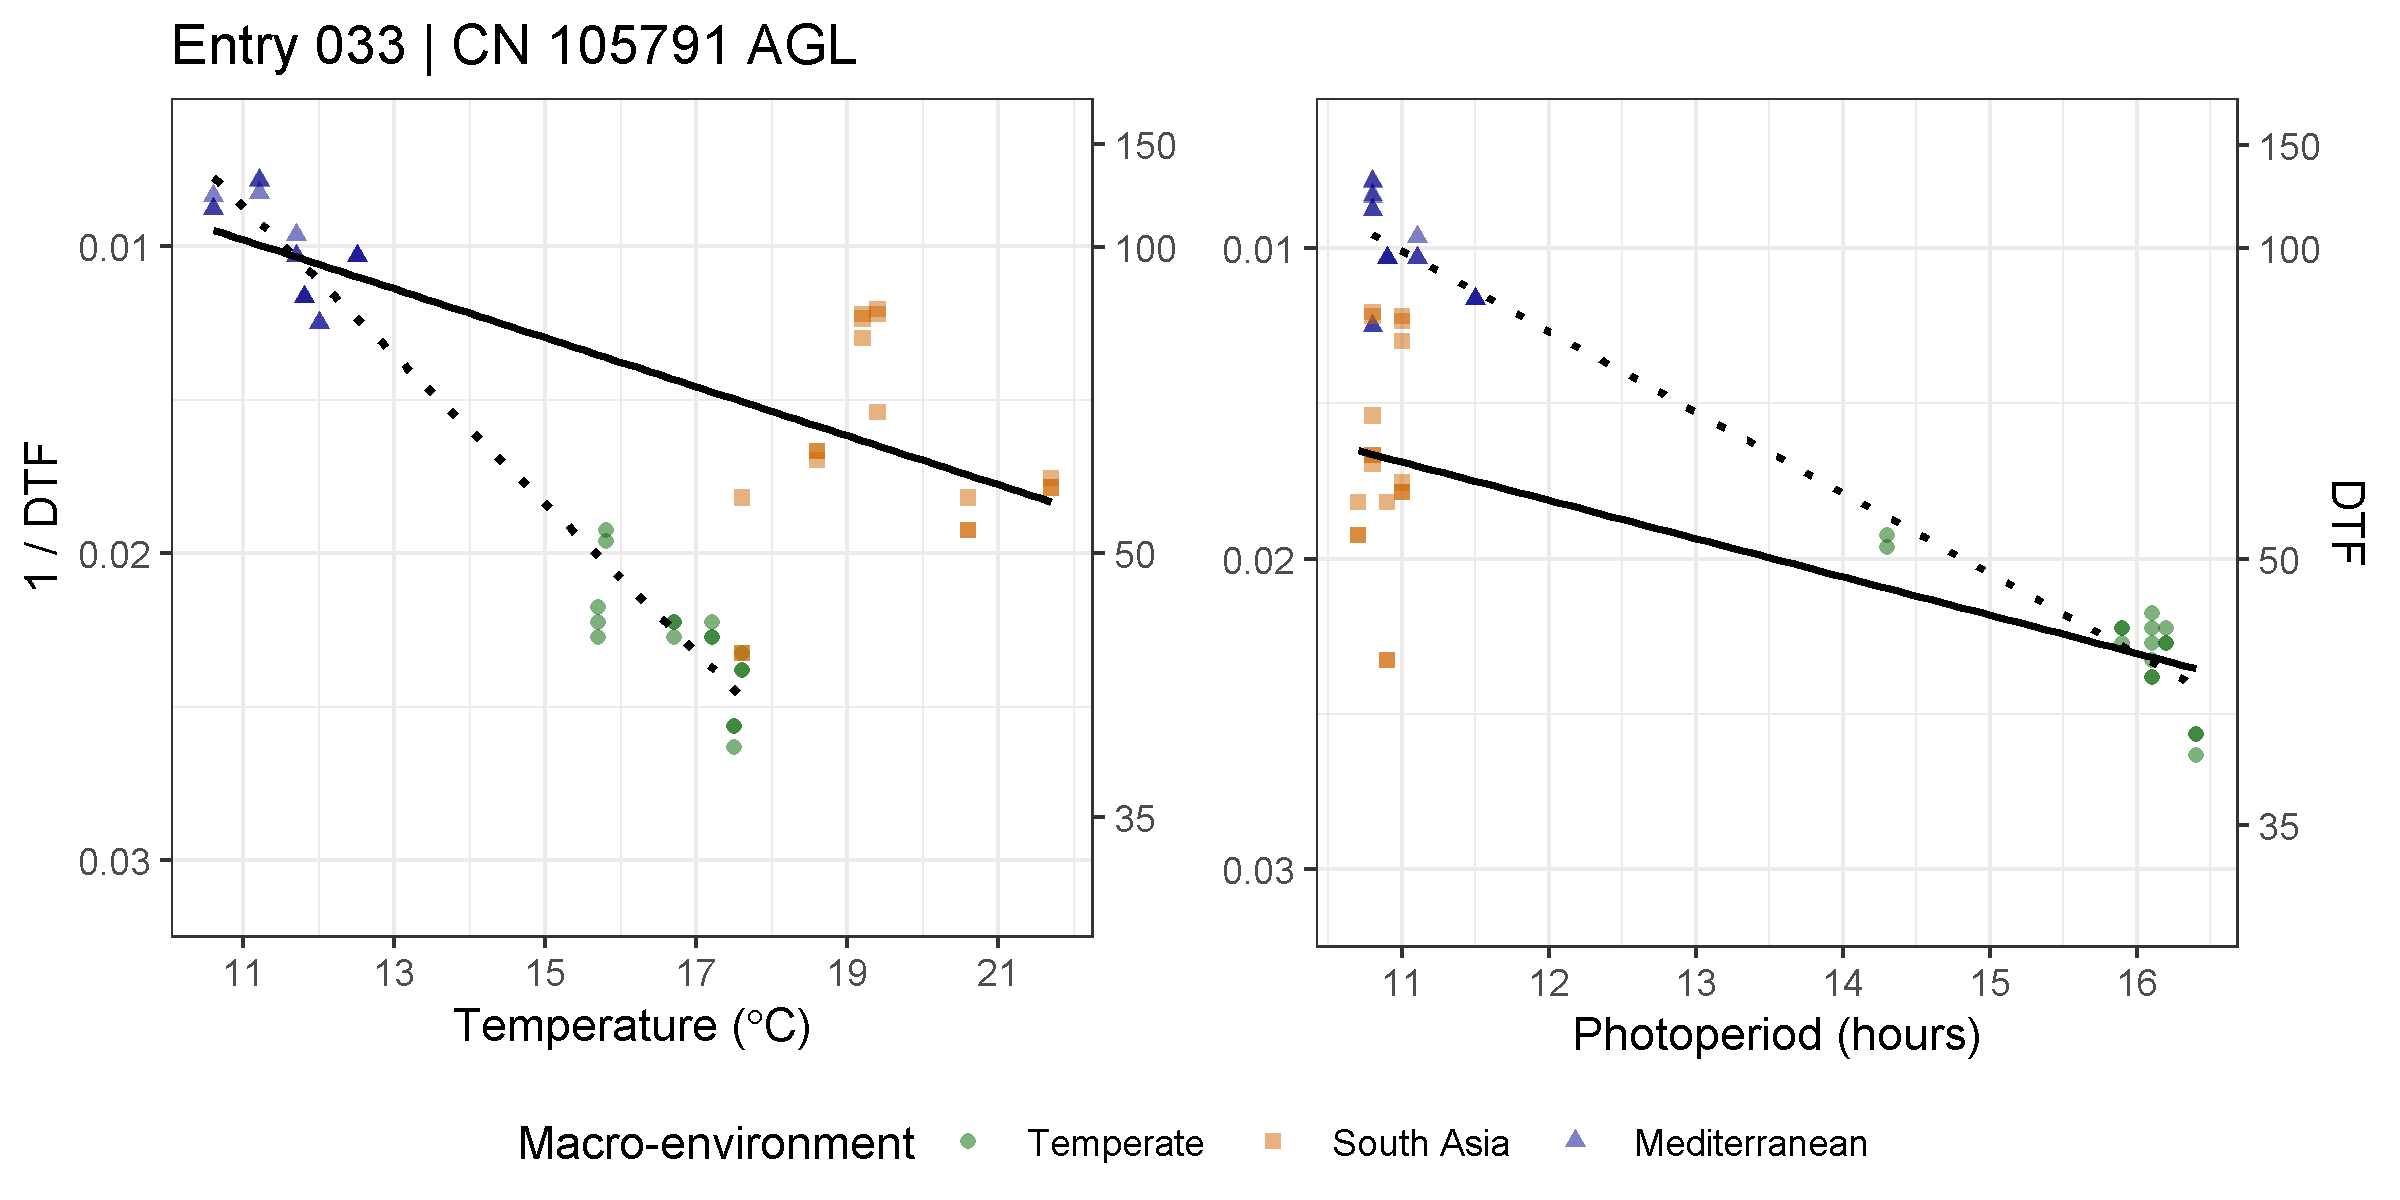 Entry 033 | CN 105791 AGL
1 / DTF
0.01
0.02
0.03
150
100
50
35
11 13 15 17 19 21
Temperature (°C)
0.01
0.02
0.03
150
100
50
35
DTF
11 12 13 14 15 16
Photoperiod (hours)
Macro-environment Temperate South Asia Mediterranean